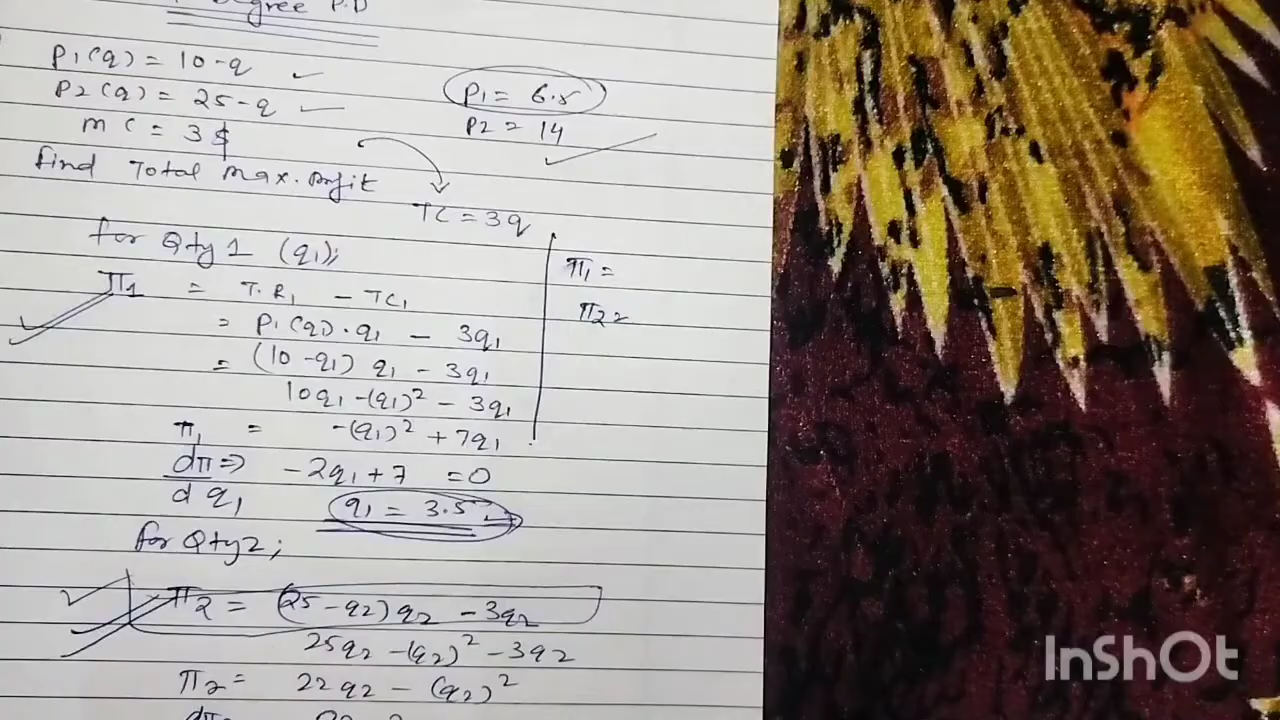 Degree P.D
P1(q) = 10-q
P2(q) = 25-q
MC = 3$
P1 = 6.5
P2 = 14
find Total max. profit
TC = 3q
for Qty 1 (q1);
π1 = T.R1 - TC1
= P1(q1).q1 - 3q1
= (10-q1) q1 - 3q1
10q1 -(q1)² - 3q1
π1 = -(q1)² + 7q1
dπ/dq1 => -2q1 + 7 = 0
q1 = 3.5
π1 =
π2 =
for Qty 2;
π2 = (25-q2)q2 - 3q2
25q2 -(q2)² - 3q2
π2 = 22q2 - (q2)²
InShOt